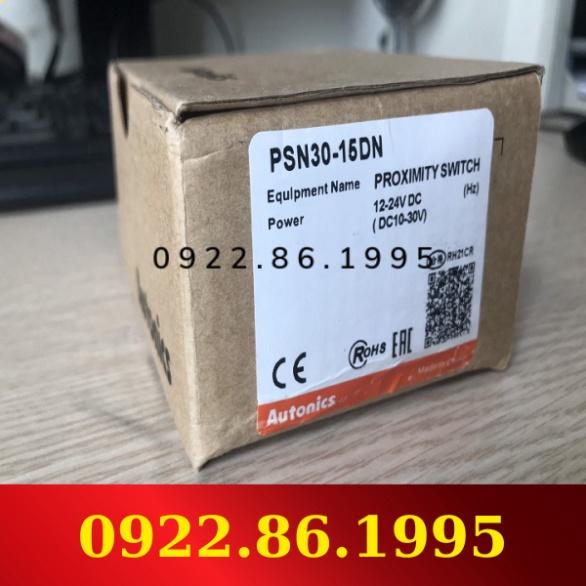 PSN30-15DN
Equipment Name PROXIMITY SWITCH
Power 12-24V DC (Hz)
( DC10-30V)
0922.86.1995
RH21CR
CE RoHS EAC
Autonics
Autonics
0922.86.1995